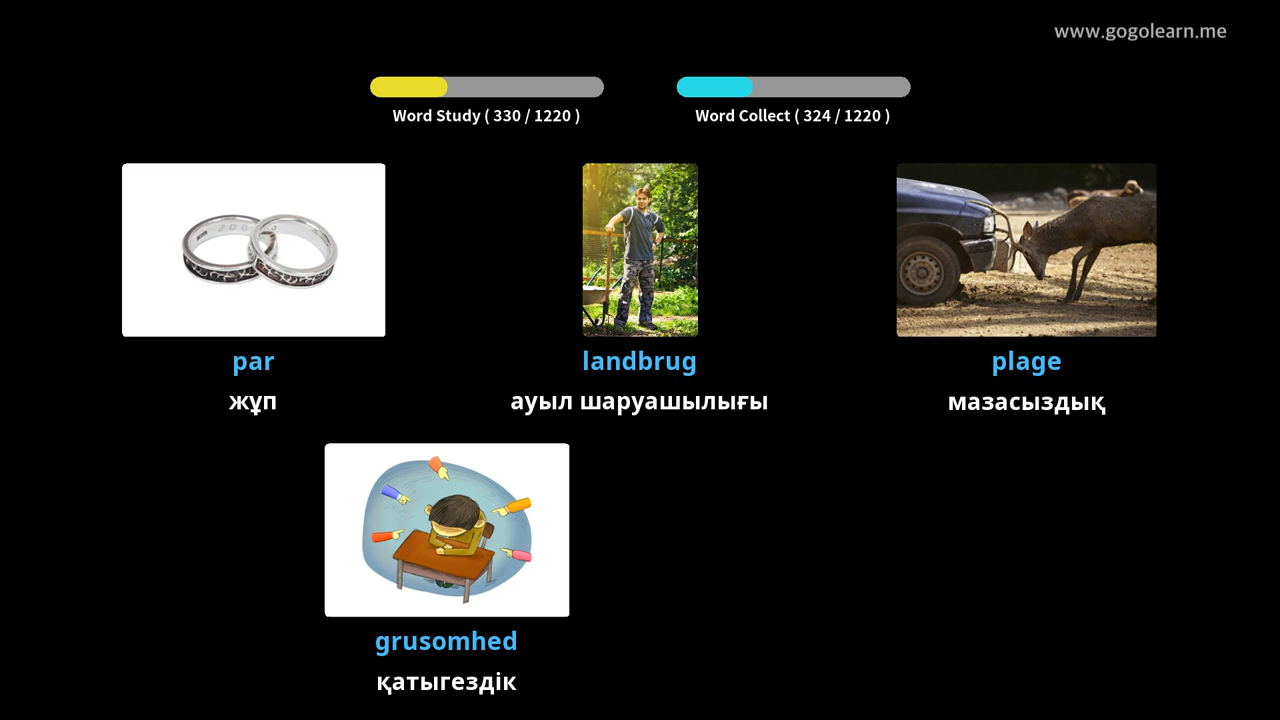 www.gogolearn.me
Word Study ( 330 / 1220 )
Word Collect ( 324 / 1220 )
par
жұп
landbrug
ауыл шаруашылығы
plage
мазасыздық
grusomhed
қатыгездік